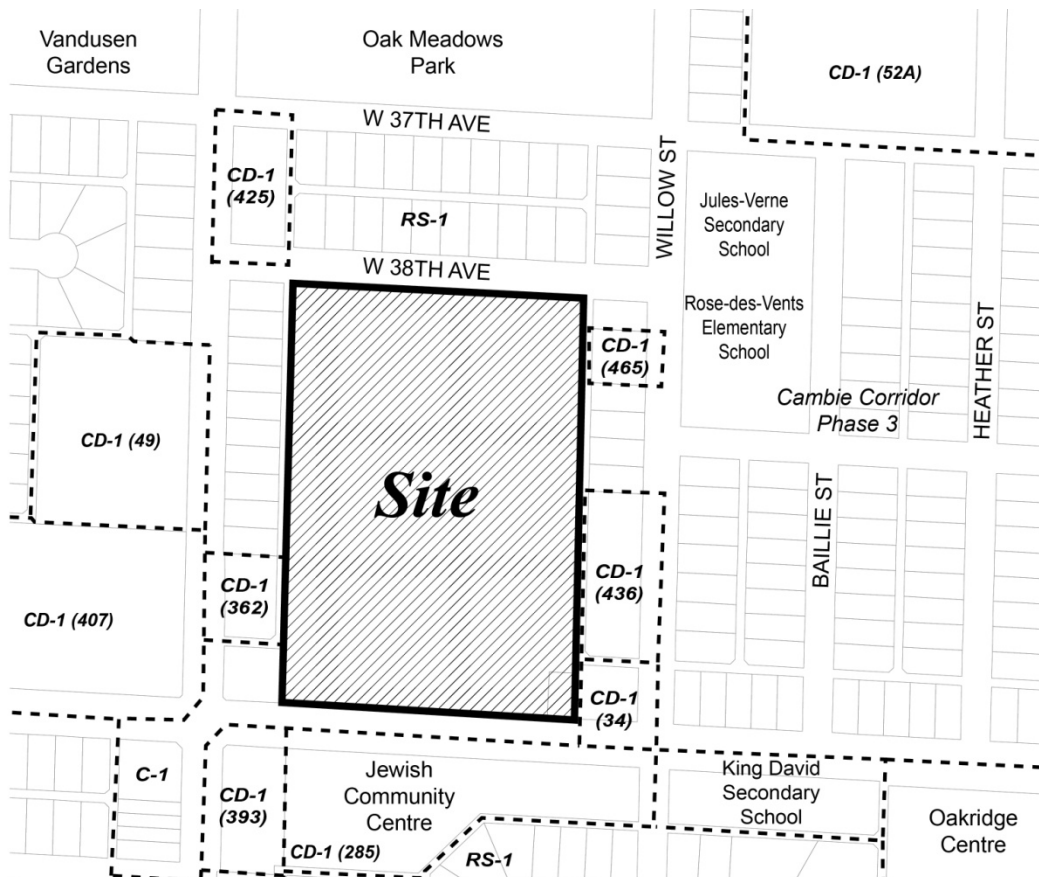 Vandusen
Gardens
Oak Meadows
Park
CD-1 (52A)
W 37TH AVE
CD-1
(425)
RS-1
WILLOW ST
Jules-Verne
Secondary
School
W 38TH AVE
Rose-des-Vents
Elementary
School
CD-1
(465)
HEATHER ST
Cambie Corridor
Phase 3
CD-1 (49)
Site
BAILLIE ST
CD-1
(362)
CD-1
(436)
CD-1 (407)
CD-1
(34)
C-1
CD-1
(393)
Jewish
Community
Centre
King David
Secondary
School
Oakridge
Centre
CD-1 (285)
RS-1